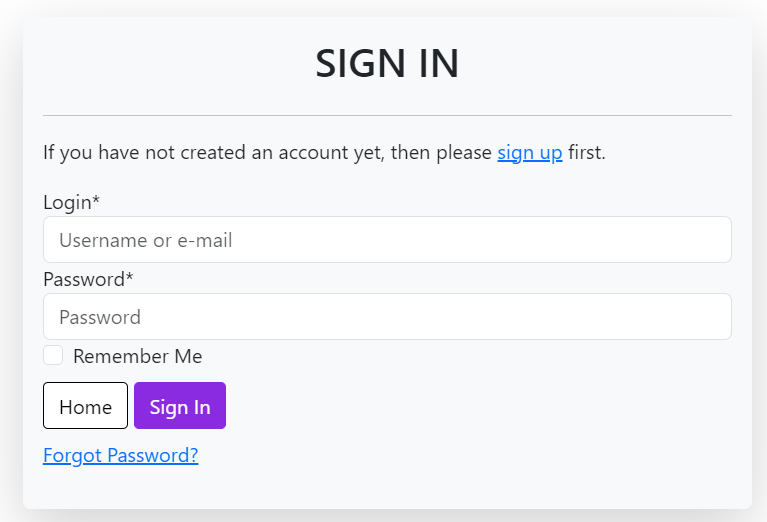 SIGN IN
If you have not created an account yet, then please sign up first.
Login*
Username or e-mail
Password*
Password
Remember Me
Home Sign In
Forgot Password?